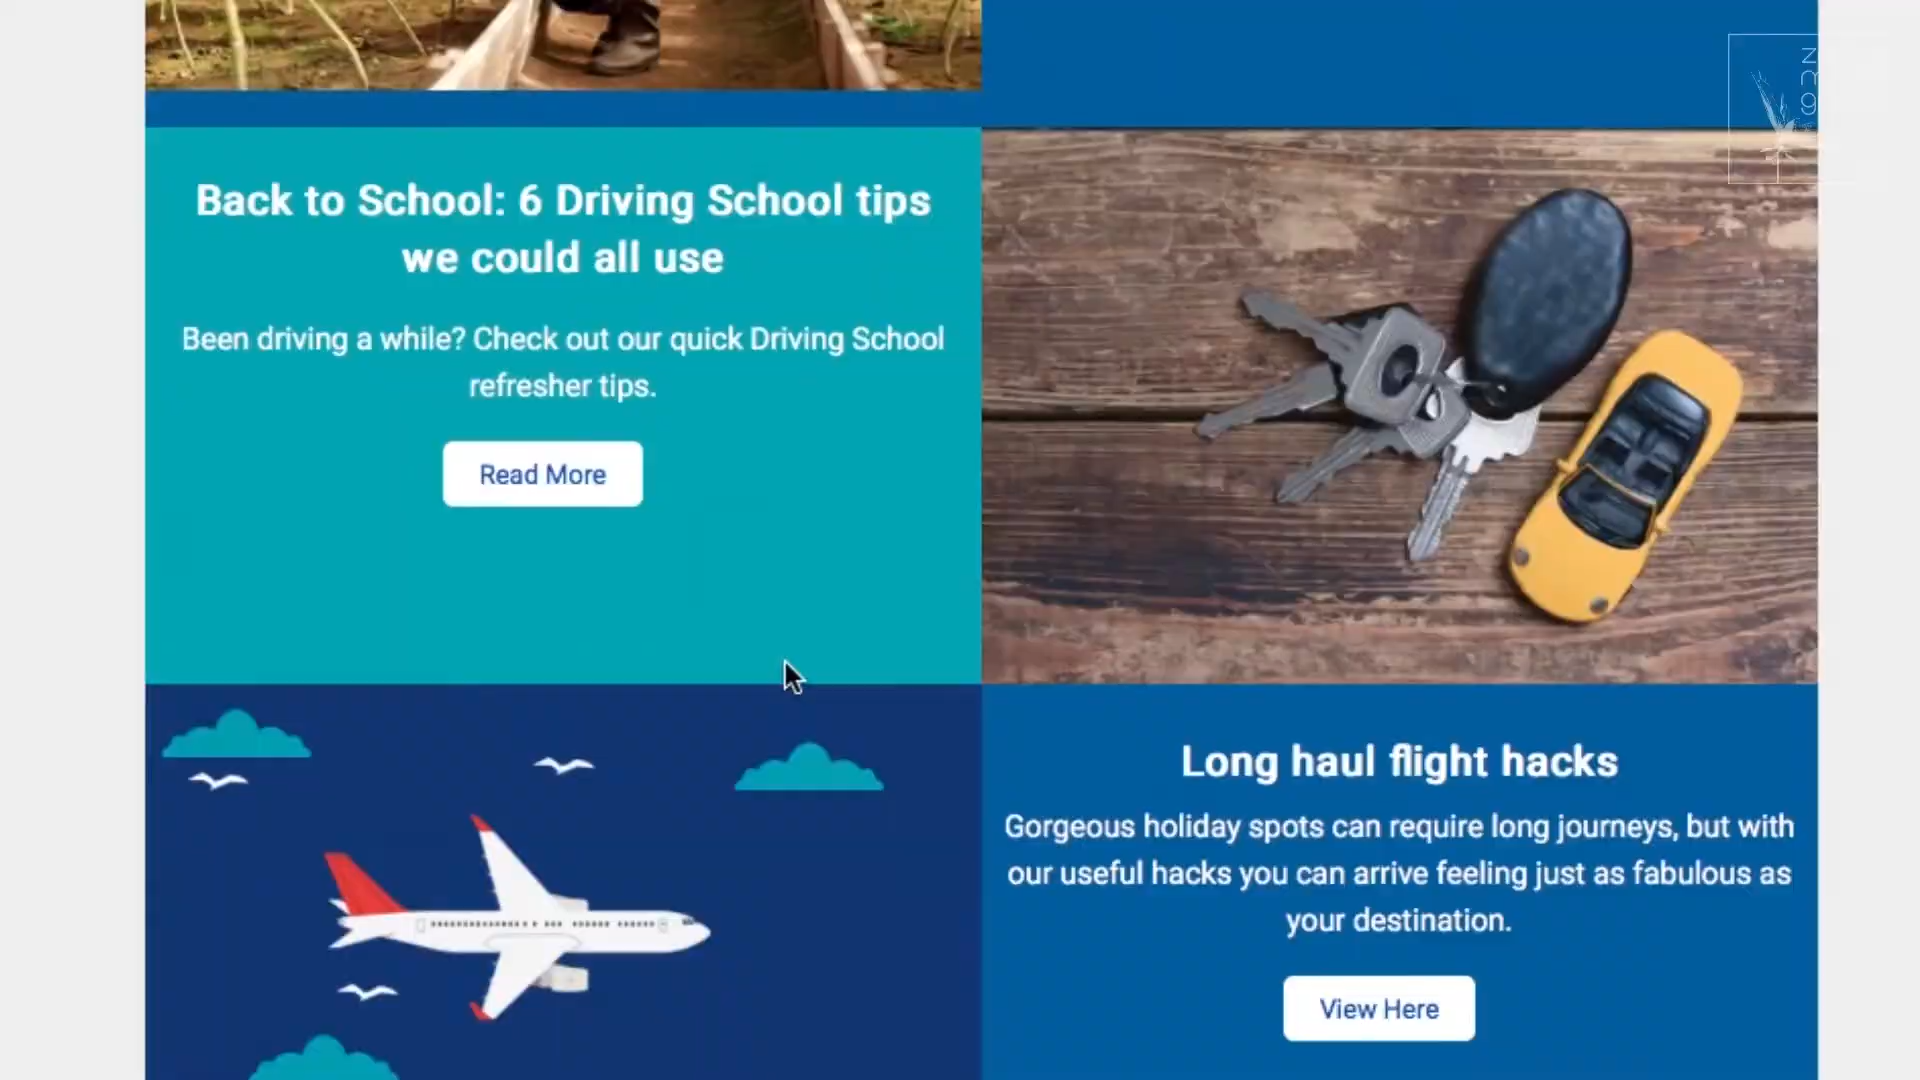 Back to School: 6 Driving School tips
we could all use
Been driving a while? Check out our quick Driving School
refresher tips.
Read More
Long haul flight hacks
Gorgeous holiday spots can require long journeys, but with
our useful hacks you can arrive feeling just as fabulous as
your destination.
View Here